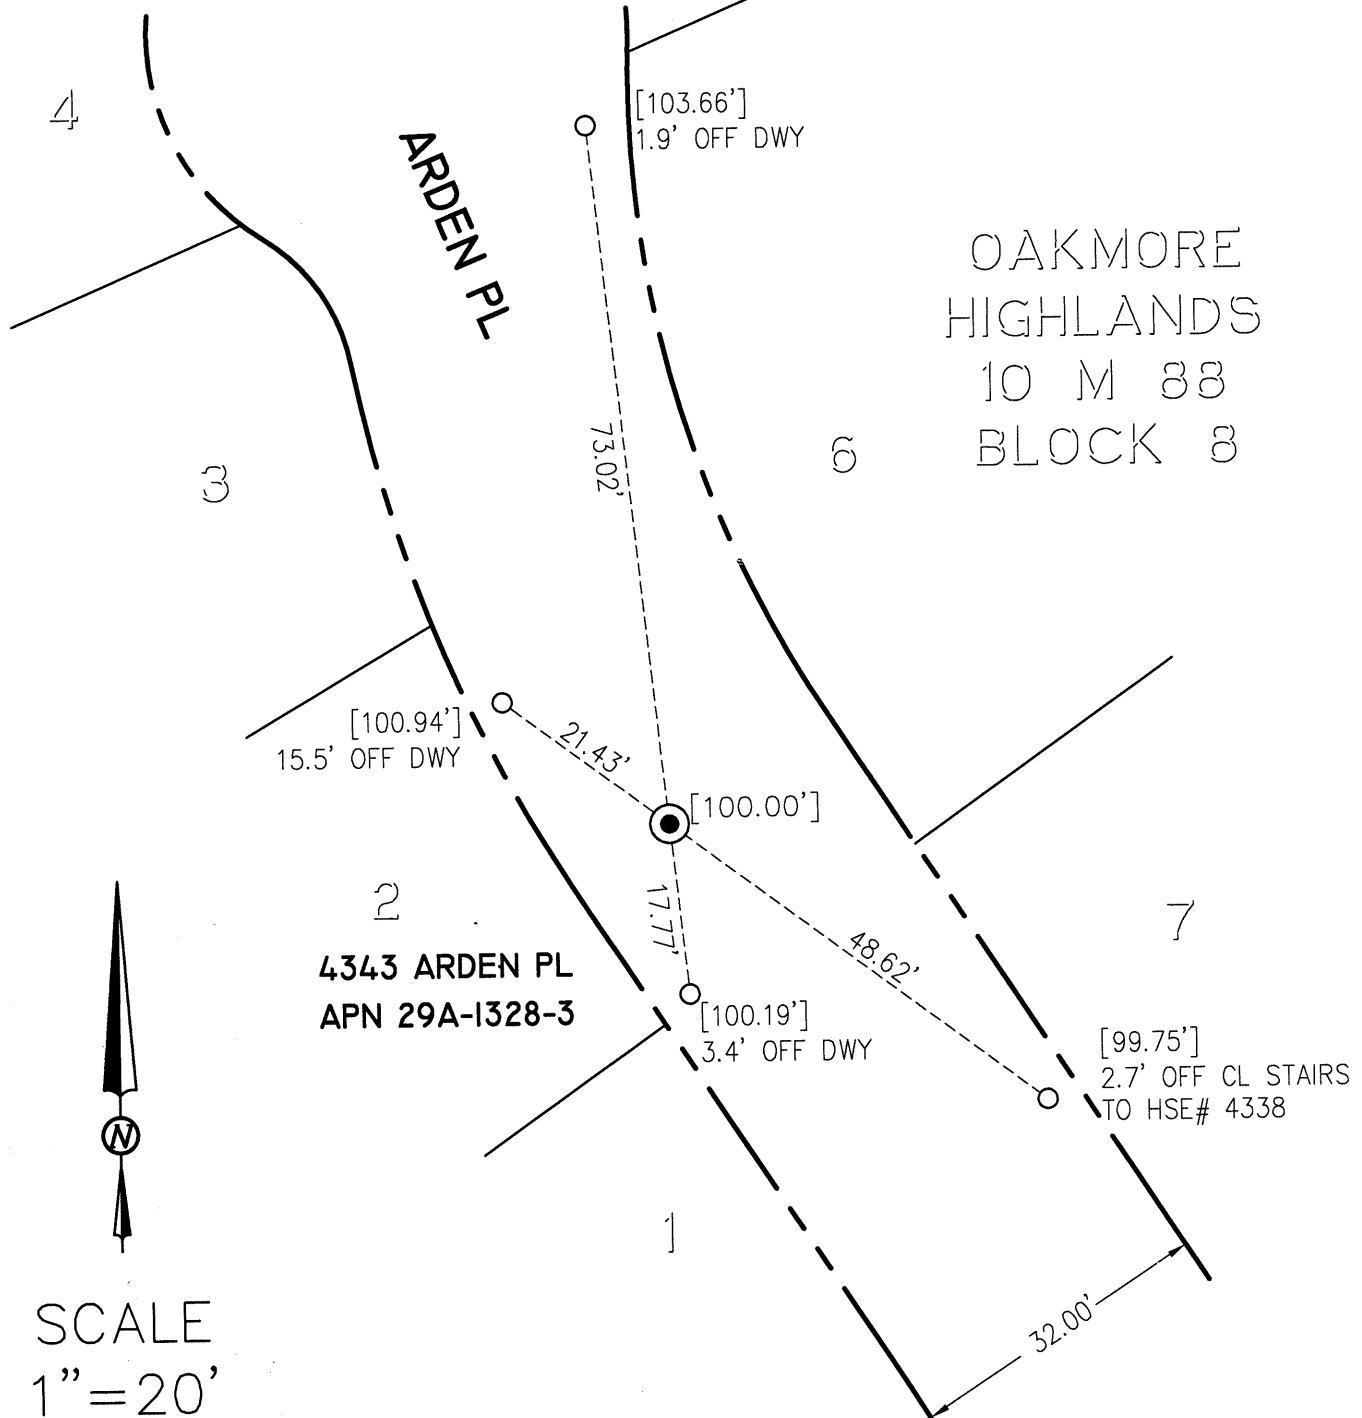 [103.66']
1.9' OFF DWY
4
ARDEN PL
OAKMORE
HIGHLANDS
10 M 88
BLOCK 8
73.02'
6
3
[100.94']
15.5' OFF DWY
21.43'
[100.00']
2
17.77'
7
48.62'
4343 ARDEN PL
APN 29A-1328-3
[100.19']
3.4' OFF DWY
[99.75']
2.7' OFF CL STAIRS
TO HSE# 4338
N
1
32.00'
SCALE
1"=20'